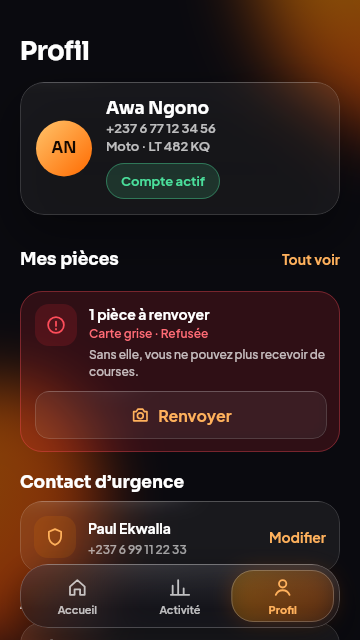 Profil
AN
Awa Ngono
+237 6 77 12 34 56
Moto · LT 482 KQ
Compte actif
Mes pièces
Tout voir
1 pièce à renvoyer
Carte grise · Refusée
Sans elle, vous ne pouvez plus recevoir de
courses.
Renvoyer
Contact d’urgence
Paul Ekwalla
+237 6 99 11 22 33
Modifier
Accueil
Activité
Profil